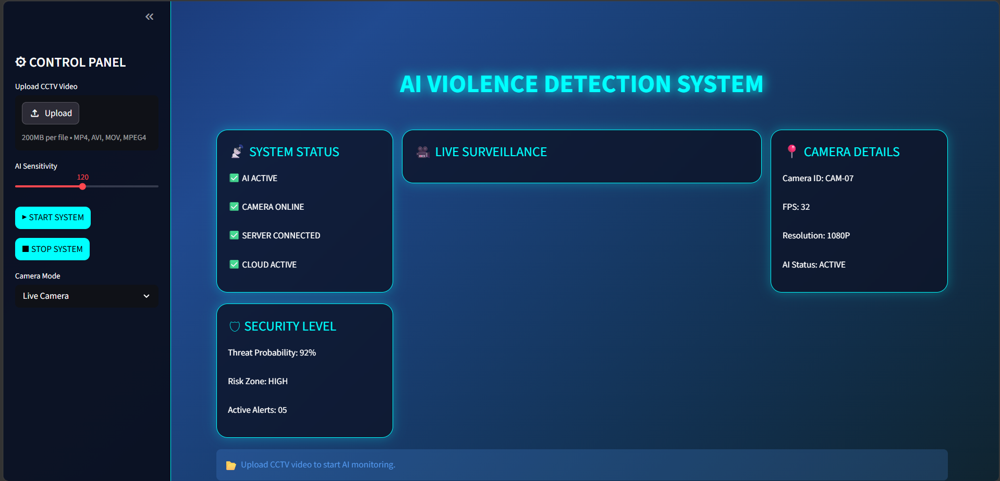 CONTROL PANEL
Upload CCTV Video
Upload
200MB per file • MP4, AVI, MOV, MPEG4
AI Sensitivity
120
START SYSTEM
STOP SYSTEM
Camera Mode
Live Camera
AI VIOLENCE DETECTION SYSTEM
SYSTEM STATUS
AI ACTIVE
CAMERA ONLINE
SERVER CONNECTED
CLOUD ACTIVE
SECURITY LEVEL
Threat Probability: 92%
Risk Zone: HIGH
Active Alerts: 05
LIVE SURVEILLANCE
CAMERA DETAILS
Camera ID: CAM-07
FPS: 32
Resolution: 1080P
AI Status: ACTIVE
Upload CCTV video to start AI monitoring.